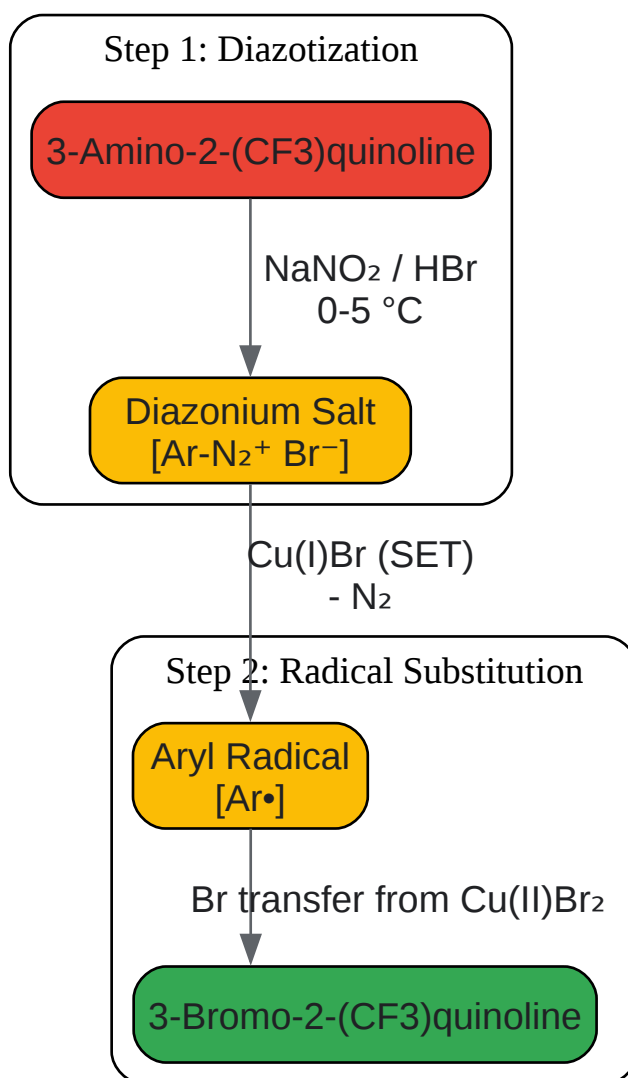 Step 1: Diazotization
3-Amino-2-(CF3)quinoline
NaNO₂ / HBr
0-5 °C
Diazonium Salt
[Ar-N₂⁺ Br⁻]
Cu(I)Br (SET)
- N₂
Step 2: Radical Substitution
Aryl Radical
[Ar•]
Br transfer from Cu(II)Br₂
3-Bromo-2-(CF3)quinoline